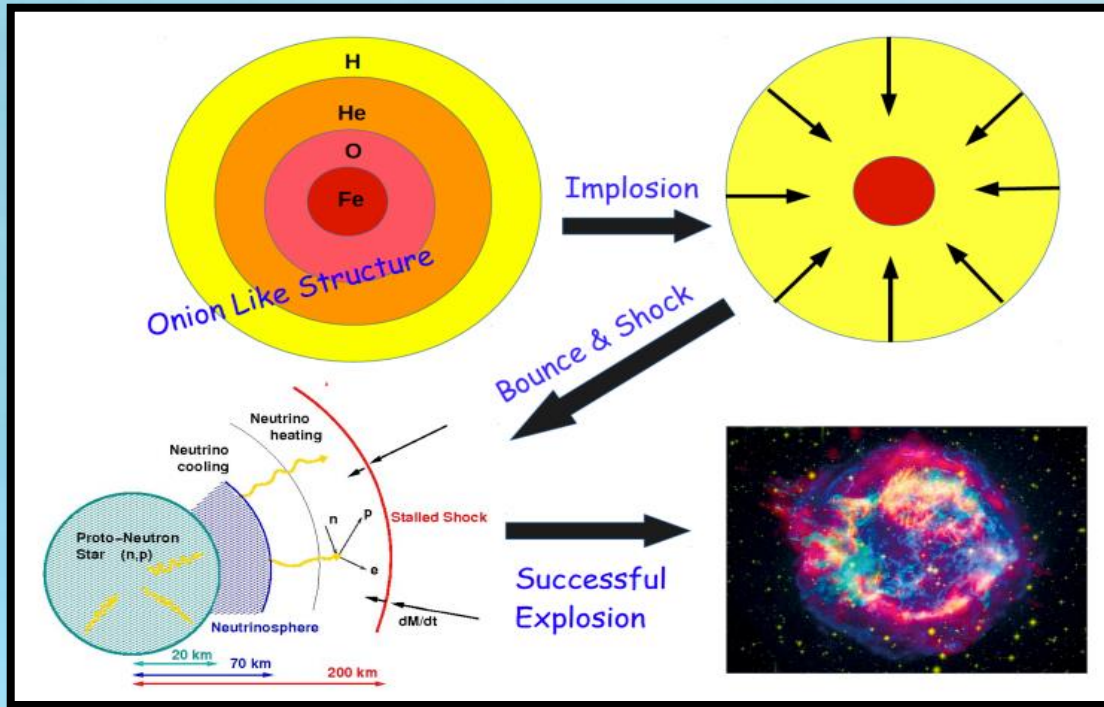 H
He
O
Fe
Onion Like Structure
Implosion
Bounce & Shock
Neutrino
heating
Neutrino
cooling
Stalled Shock
n
p
e
Proto-Neutron
Star (n,p)
Neutrinosphere
dM/dt
20 km
70 km
200 km
Successful
Explosion